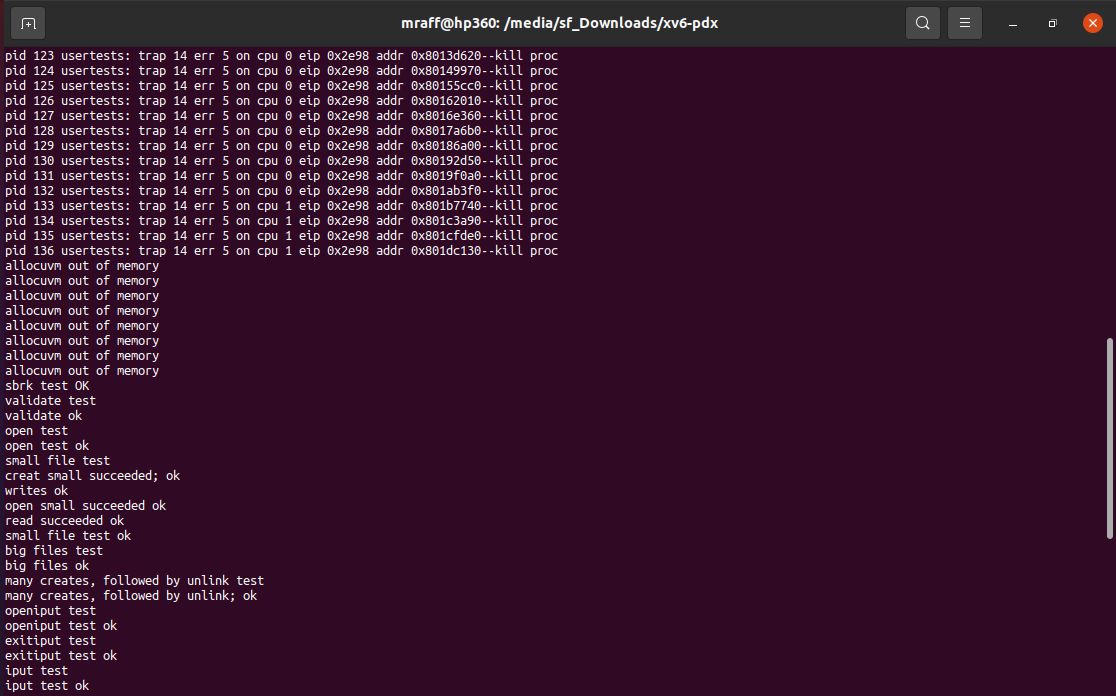 mraff@hp360: /media/sf_Downloads/xv6-pdx
pid 123 usertests: trap 14 err 5 on cpu 0 eip 0x2e98 addr 0x8013d620--kill proc
pid 124 usertests: trap 14 err 5 on cpu 0 eip 0x2e98 addr 0x80149970--kill proc
pid 125 usertests: trap 14 err 5 on cpu 0 eip 0x2e98 addr 0x80155cc0--kill proc
pid 126 usertests: trap 14 err 5 on cpu 0 eip 0x2e98 addr 0x80162010--kill proc
pid 127 usertests: trap 14 err 5 on cpu 0 eip 0x2e98 addr 0x8016e360--kill proc
pid 128 usertests: trap 14 err 5 on cpu 0 eip 0x2e98 addr 0x8017a6b0--kill proc
pid 129 usertests: trap 14 err 5 on cpu 0 eip 0x2e98 addr 0x80186a00--kill proc
pid 130 usertests: trap 14 err 5 on cpu 0 eip 0x2e98 addr 0x80192d50--kill proc
pid 131 usertests: trap 14 err 5 on cpu 0 eip 0x2e98 addr 0x8019f0a0--kill proc
pid 132 usertests: trap 14 err 5 on cpu 0 eip 0x2e98 addr 0x801ab3f0--kill proc
pid 133 usertests: trap 14 err 5 on cpu 1 eip 0x2e98 addr 0x801b7740--kill proc
pid 134 usertests: trap 14 err 5 on cpu 1 eip 0x2e98 addr 0x801c3a90--kill proc
pid 135 usertests: trap 14 err 5 on cpu 1 eip 0x2e98 addr 0x801cfde0--kill proc
pid 136 usertests: trap 14 err 5 on cpu 1 eip 0x2e98 addr 0x801dc130--kill proc
allocuvm out of memory
allocuvm out of memory
allocuvm out of memory
allocuvm out of memory
allocuvm out of memory
allocuvm out of memory
allocuvm out of memory
allocuvm out of memory
sbrk test OK
validate test
validate ok
open test
open test ok
small file test
creat small succeeded; ok
writes ok
open small succeeded ok
read succeeded ok
small file test ok
big files test
big files ok
many creates, followed by unlink test
many creates, followed by unlink; ok
openiput test
openiput test ok
exitiput test
exitiput test ok
iput test
iput test ok